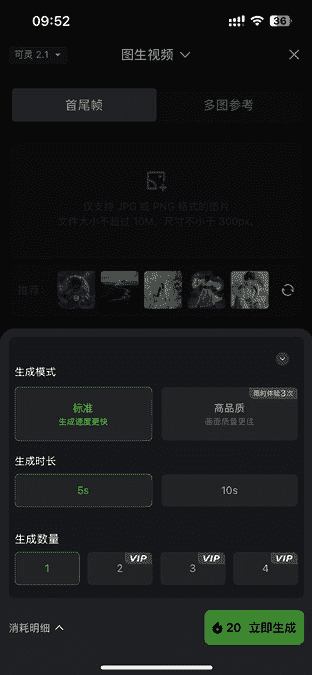 09:52
36
可灵 2.1
图生视频
首尾帧
多图参考
仅支持 JPG 或 PNG 格式的图片
文件大小不超过 10M，尺寸不小于 300px。
推荐：
生成模式
标准
生成速度更快
限时体验3次
高品质
画面质量更佳
生成时长
5s
10s
生成数量
1
2
VIP
3
VIP
4
VIP
消耗明细
20 立即生成